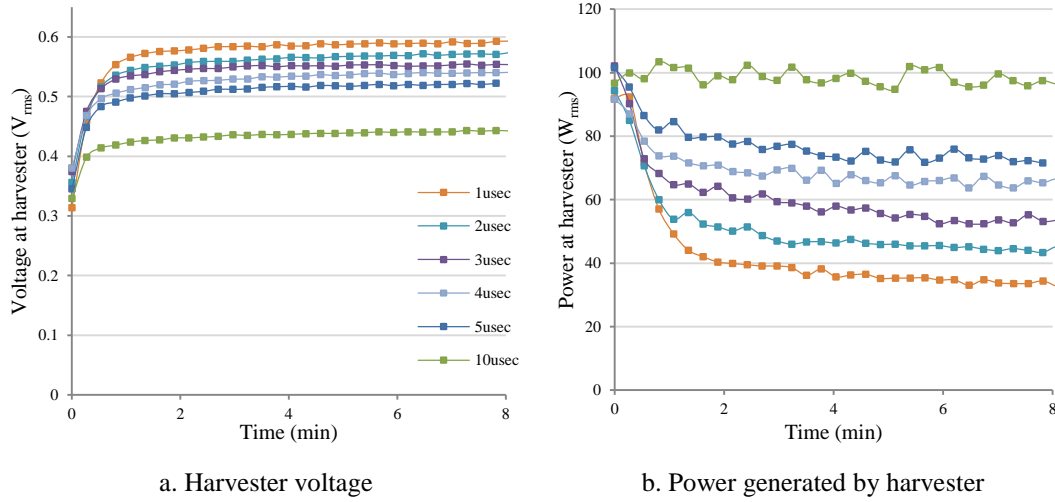 0.6
0.5
0.4
0.3
0.2
0.1
0
Voltage at harvester (Vrms)
1usec
2usec
3usec
4usec
5usec
10usec
0 2 4 6 8
Time (min)
a. Harvester voltage
120
100
80
60
40
20
0
Power at harvester (Wrms)
0 2 4 6 8
Time (min)
b. Power generated by harvester